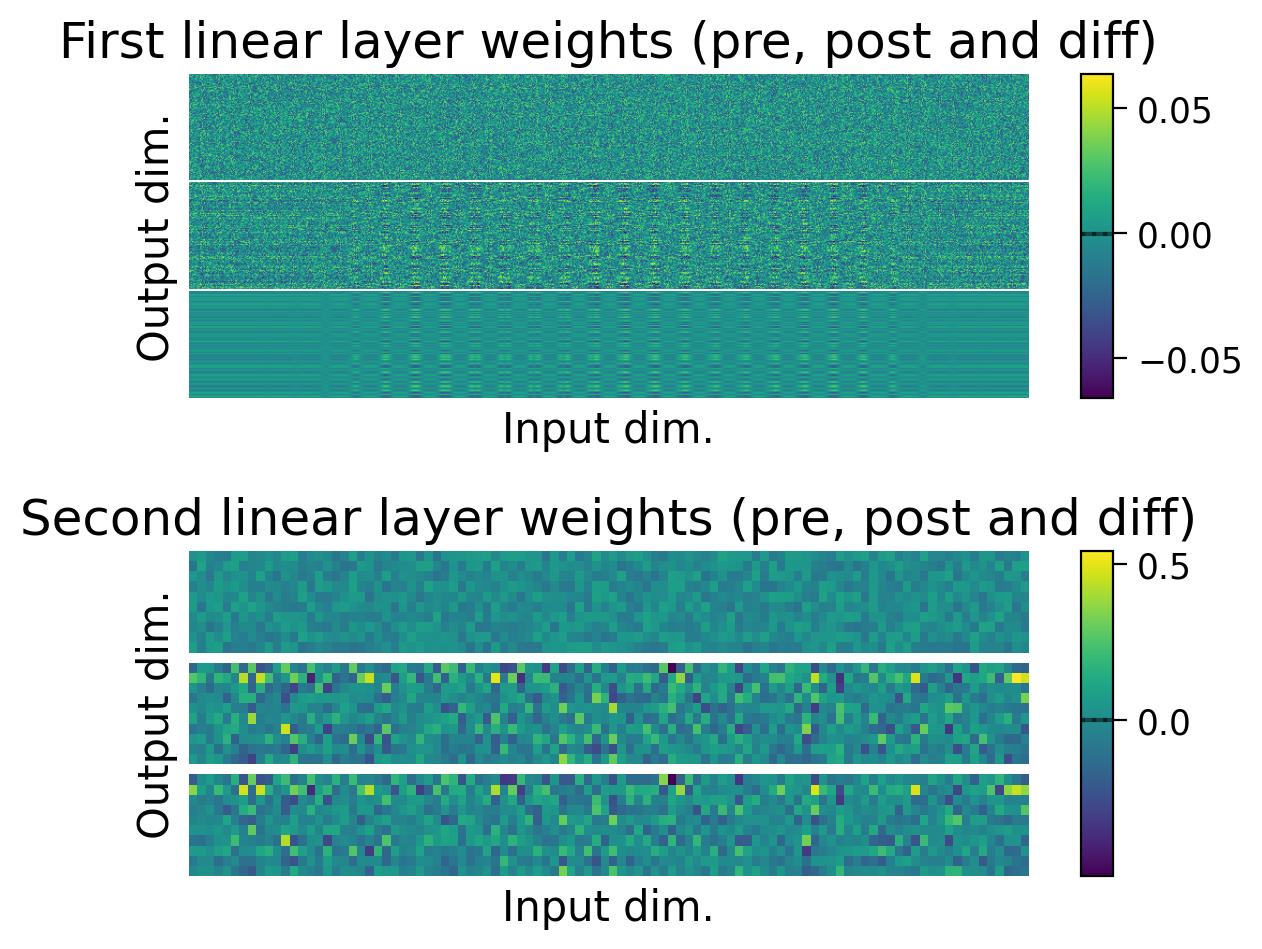 First linear layer weights (pre, post and diff)
Output dim.
0.05
0.00
−0.05
Input dim.
Second linear layer weights (pre, post and diff)
Output dim.
0.5
0.0
Input dim.